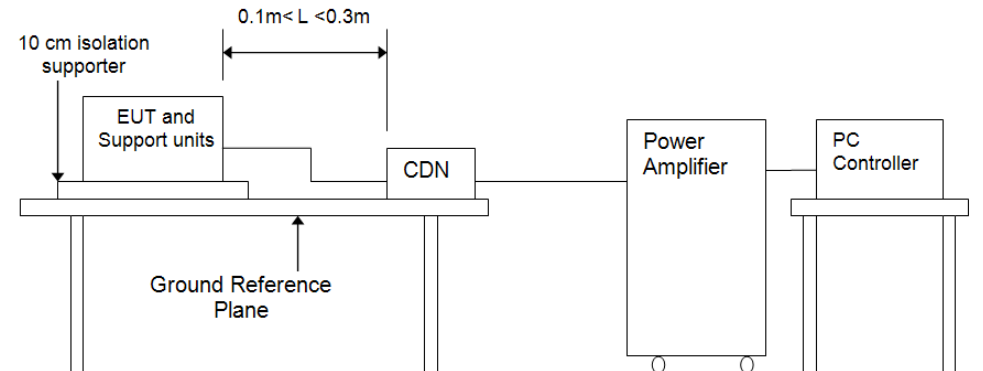 0.1m< L <0.3m
10 cm isolation
supporter
EUT and
Support units
CDN
Power
Amplifier
PC
Controller
Ground Reference
Plane